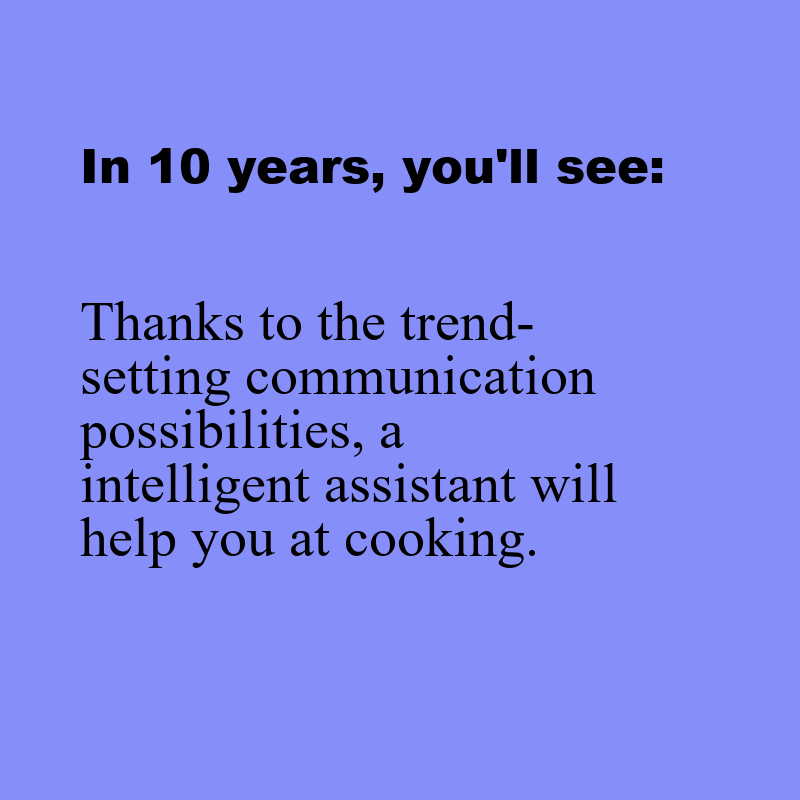 In 10 years, you'll see:
Thanks to the trend-
setting communication
possibilities, a
intelligent assistant will
help you at cooking.